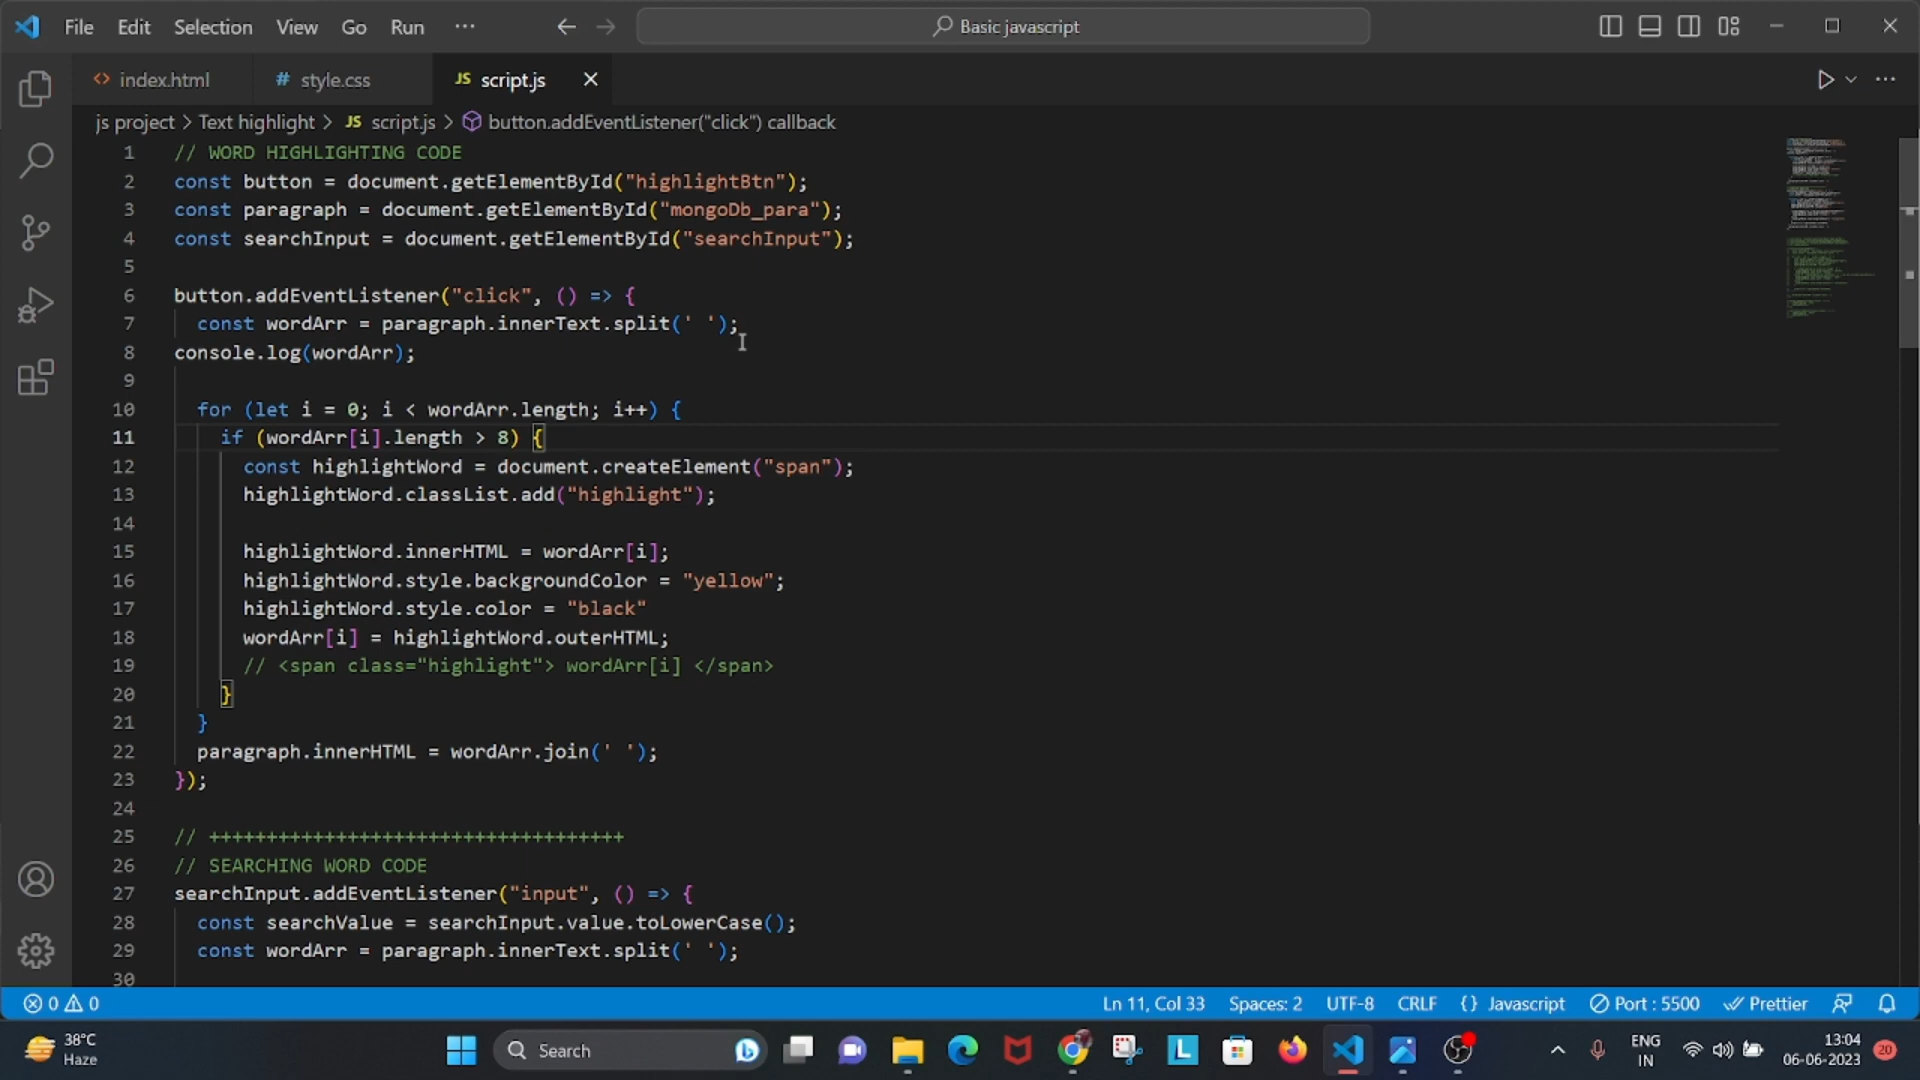 File Edit Selection View Go Run ··· Basic javascript
index.html # style.css JS script.js
js project > Text highlight > JS script.js > button.addEventListener("click") callback
1 // WORD HIGHLIGHTING CODE
2 const button = document.getElementById("highlightBtn");
3 const paragraph = document.getElementById("mongoDb_para");
4 const searchInput = document.getElementById("searchInput");
5
6 button.addEventListener("click", () => {
7 const wordArr = paragraph.innerText.split(' ');
8 console.log(wordArr);
9
10 for (let i = 0; i < wordArr.length; i++) {
11 if (wordArr[i].length > 8) {
12 const highlightWord = document.createElement("span");
13 highlightWord.classList.add("highlight");
14
15 highlightWord.innerHTML = wordArr[i];
16 highlightWord.style.backgroundColor = "yellow";
17 highlightWord.style.color = "black"
18 wordArr[i] = highlightWord.outerHTML;
19 // <span class="highlight"> wordArr[i] </span>
20 }
21 }
22 paragraph.innerHTML = wordArr.join(' ');
23 });
24
25 // ++++++++++++++++++++++++++++++++++++
26 // SEARCHING WORD CODE
27 searchInput.addEventListener("input", () => {
28 const searchValue = searchInput.value.toLowerCase();
29 const wordArr = paragraph.innerText.split(' ');
30
0 0 Ln 11, Col 33 Spaces: 2 UTF-8 CRLF {} Javascript Port : 5500 Prettier
38°C
Haze
Search
ENG
IN
13:04
06-06-2023
20